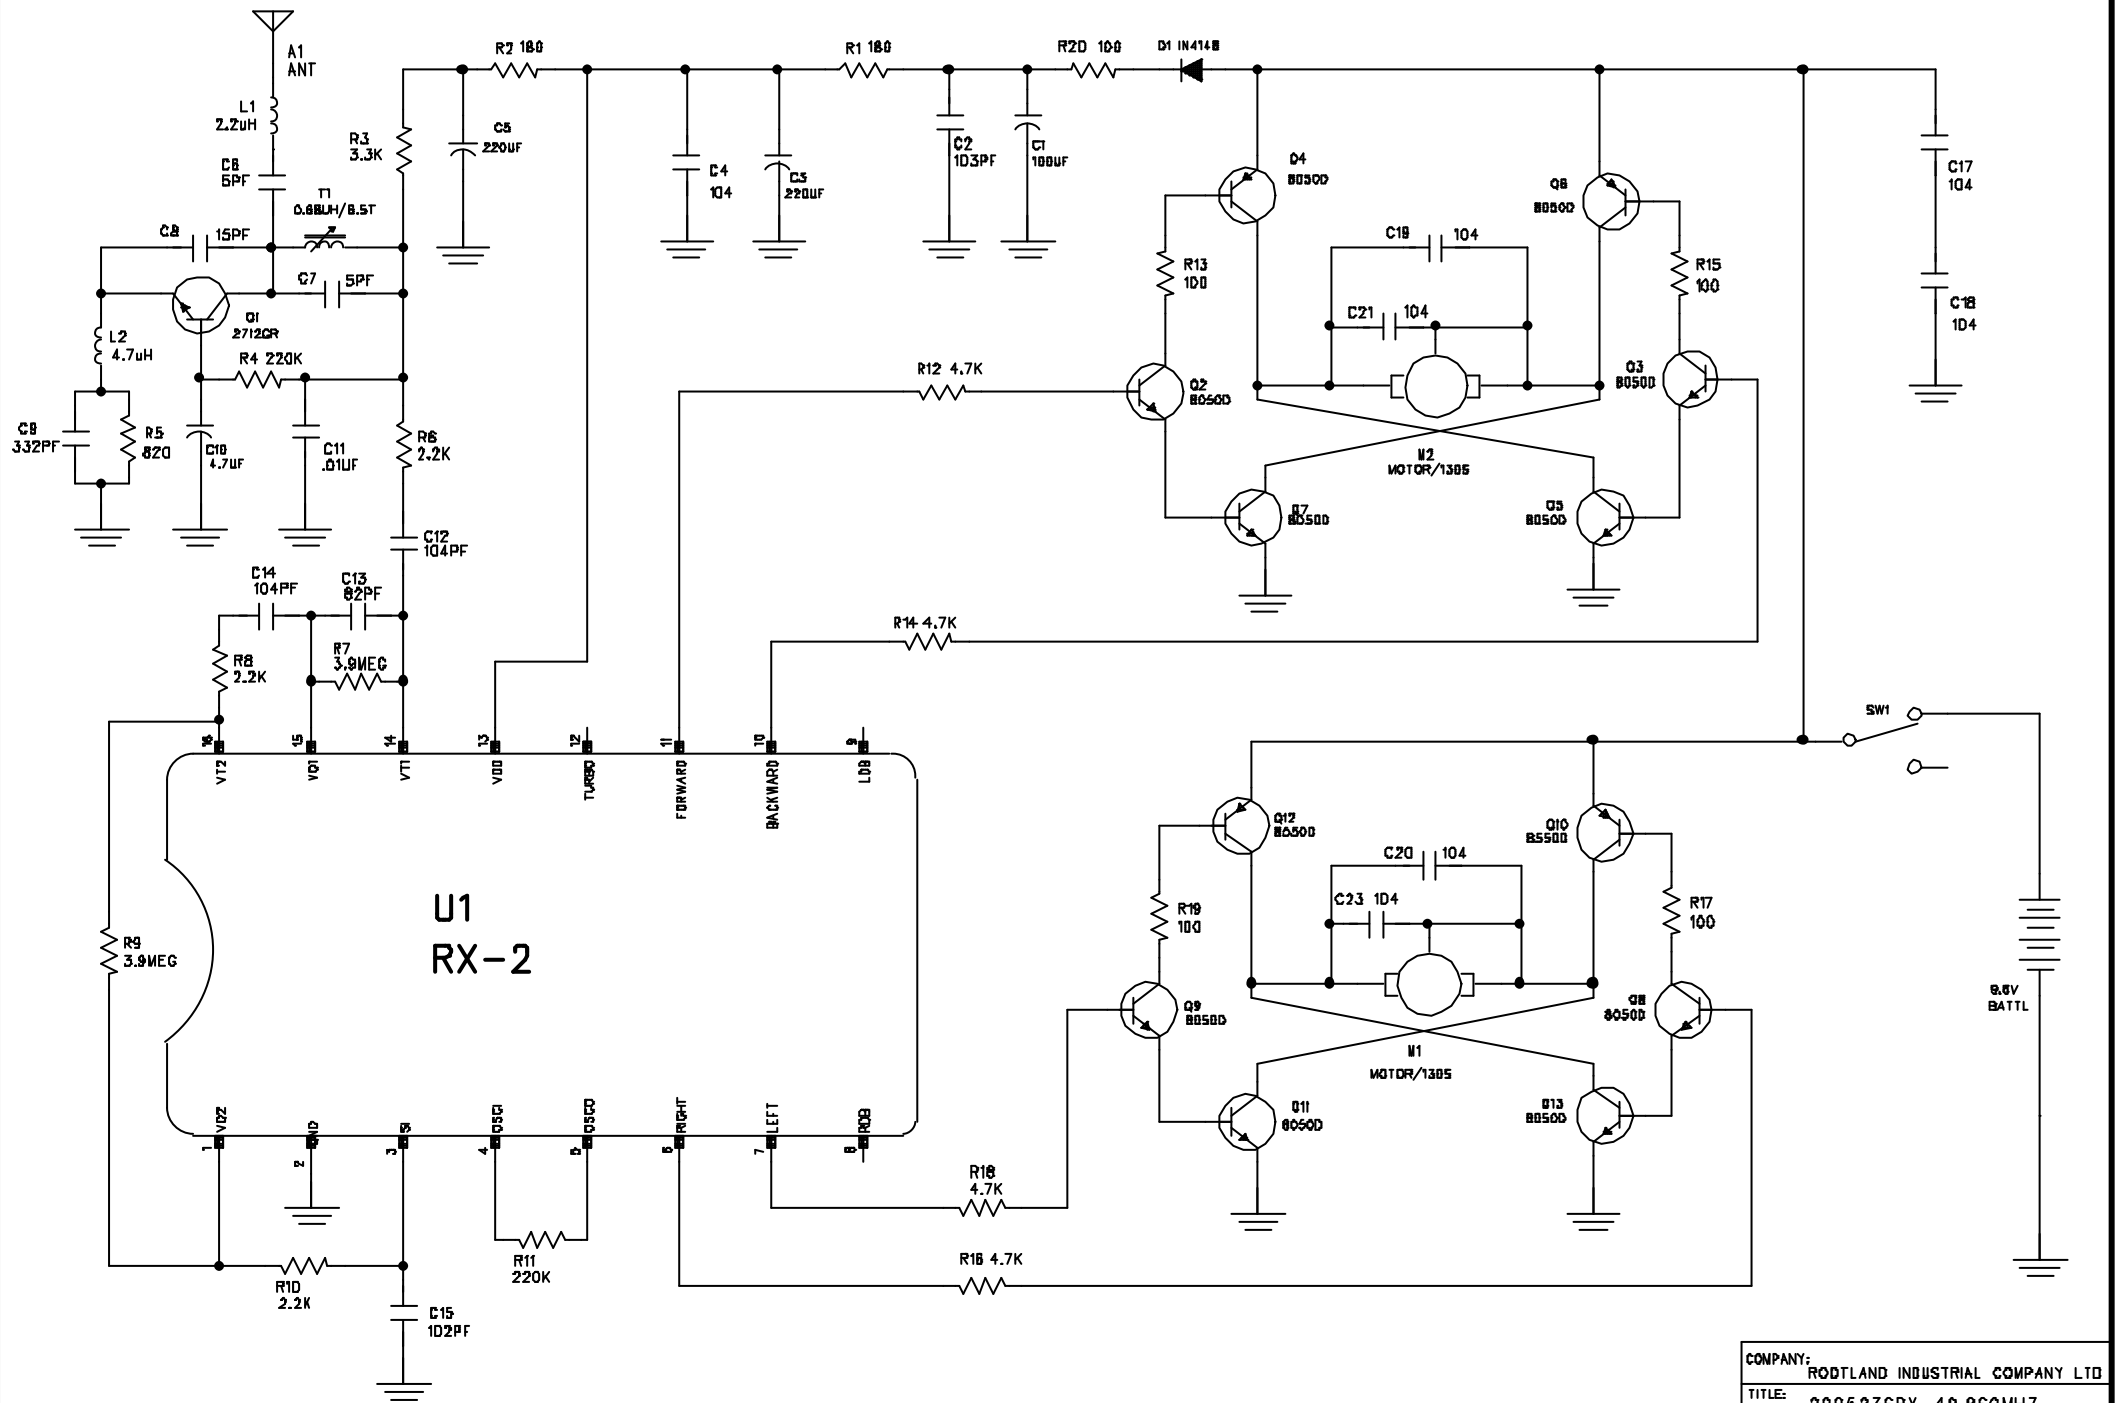 A1
ANT
R2 180
R1 180
R20 100
D1 IN4148
L1
2.2uH
R3
3.3K
C5
220UF
C6
5PF
C4
104
C3
220UF
C2
103PF
C1
100UF
Q4
8050D
Q6
8050D
C17
104
T1
0.68UH/6.5T
C8 15PF
C19 104
C7 5PF
R13
100
R15
100
C18
104
Q1
2712GR
L2
4.7uH
C21 104
R4 220K
R12 4.7K
Q2
8050D
Q3
8050D
C9
332PF
R5
820
C10
4.7UF
C11
.01UF
R6
2.2K
M2
MOTOR/1305
Q7
8050D
Q5
8050D
C12
104PF
C14
104PF
C13
82PF
R14 4.7K
R7
3.9MEG
R8
2.2K
SW1
16 15 14 13 12 11 10 9
VT2 VO1 VT1 VDD TURBO FORWARD BACKWARD LDB
Q12
8550D
Q10
8550D
C20 104
C23 104
U1
RX-2
R9
3.9MEG
R19
100
R17
100
Q9
8050D
Q8
8050D
9.6V
BATTL
M1
MOTOR/1305
Q11
8050D
Q13
8050D
VO2 GND SI OSCI OSCO RIGHT LEFT RDB
1 2 3 4 5 6 7 8
R18
4.7K
R11
220K
R16 4.7K
R10
2.2K
C15
102PF
COMPANY:
ROOTLAND INDUSTRIAL COMPANY LTD
TITLE: